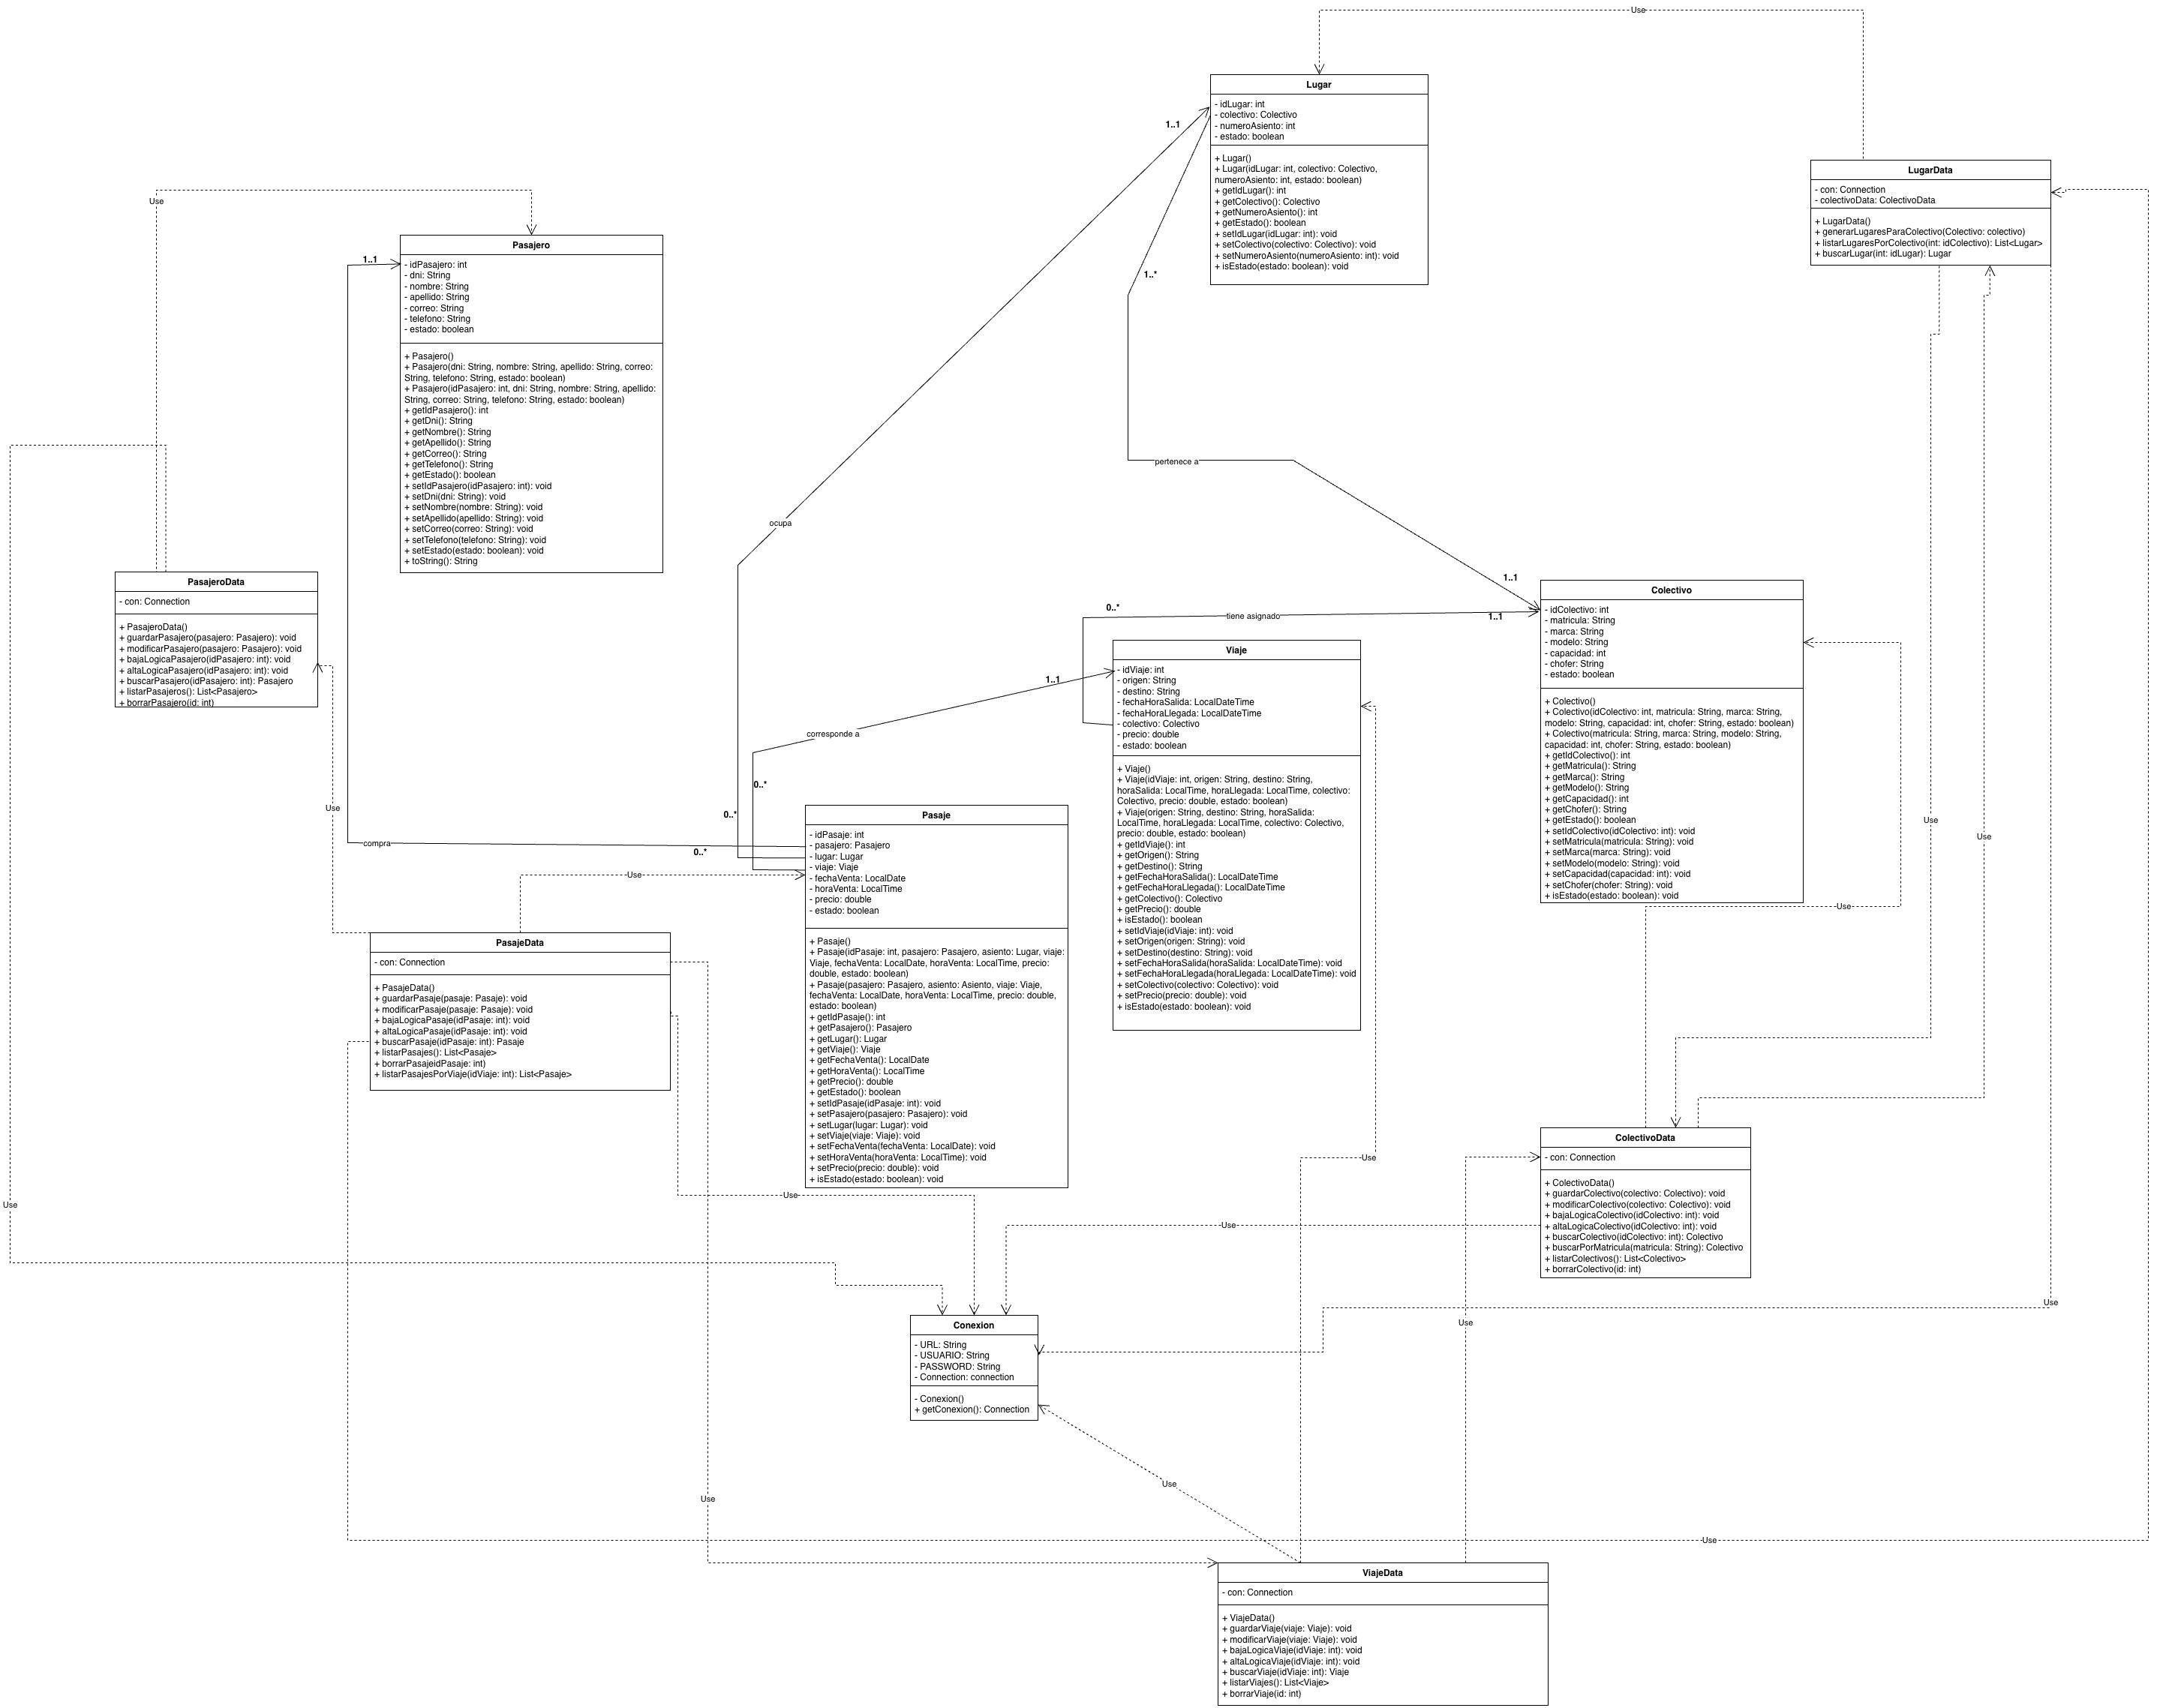 Use
Lugar
- idLugar: int
- colectivo: Colectivo
- numeroAsiento: int
- estado: boolean
+ Lugar()
+ Lugar(idLugar: int, colectivo: Colectivo,
numeroAsiento: int, estado: boolean)
+ getIdLugar(): int
+ getColectivo(): Colectivo
+ getNumeroAsiento(): int
+ getEstado(): boolean
+ setIdLugar(idLugar: int): void
+ setColectivo(colectivo: Colectivo): void
+ setNumeroAsiento(numeroAsiento: int): void
+ isEstado(estado: boolean): void
1..1
1..*
LugarData
- con: Connection
- colectivoData: ColectivoData
+ LugarData()
+ generarLugaresParaColectivo(Colectivo: colectivo)
+ listarLugaresPorColectivo(int: idColectivo): List<Lugar>
+ buscarLugar(int: idLugar): Lugar
Use
Pasajero
- idPasajero: int
- dni: String
- nombre: String
- apellido: String
- correo: String
- telefono: String
- estado: boolean
+ Pasajero()
+ Pasajero(dni: String, nombre: String, apellido: String, correo:
String, telefono: String, estado: boolean)
+ Pasajero(idPasajero: int, dni: String, nombre: String, apellido:
String, correo: String, telefono: String, estado: boolean)
+ getIdPasajero(): int
+ getDni(): String
+ getNombre(): String
+ getApellido(): String
+ getCorreo(): String
+ getTelefono(): String
+ getEstado(): boolean
+ setIdPasajero(idPasajero: int): void
+ setDni(dni: String): void
+ setNombre(nombre: String): void
+ setApellido(apellido: String): void
+ setCorreo(correo: String): void
+ setTelefono(telefono: String): void
+ setEstado(estado: boolean): void
+ toString(): String
1..1
pertenece a
ocupa
PasajeroData
- con: Connection
+ PasajeroData()
+ guardarPasajero(pasajero: Pasajero): void
+ modificarPasajero(pasajero: Pasajero): void
+ bajaLogicaPasajero(idPasajero: int): void
+ altaLogicaPasajero(idPasajero: int): void
+ buscarPasajero(idPasajero: int): Pasajero
+ listarPasajeros(): List<Pasajero>
+ borrarPasajero(id: int)
1..1
0..*
tiene asignado
1..1
Colectivo
- idColectivo: int
- matricula: String
- marca: String
- modelo: String
- capacidad: int
- chofer: String
- estado: boolean
+ Colectivo()
+ Colectivo(idColectivo: int, matricula: String, marca: String,
modelo: String, capacidad: int, chofer: String, estado: boolean)
+ Colectivo(matricula: String, marca: String, modelo: String,
capacidad: int, chofer: String, estado: boolean)
+ getIdColectivo(): int
+ getMatricula(): String
+ getMarca(): String
+ getModelo(): String
+ getCapacidad(): int
+ getChofer(): String
+ getEstado(): boolean
+ setIdColectivo(idColectivo: int): void
+ setMatricula(matricula: String): void
+ setMarca(marca: String): void
+ setModelo(modelo: String): void
+ setCapacidad(capacidad: int): void
+ setChofer(chofer: String): void
+ isEstado(estado: boolean): void
Viaje
- idViaje: int
- origen: String
- destino: String
- fechaHoraSalida: LocalDateTime
- fechaHoraLlegada: LocalDateTime
- colectivo: Colectivo
- precio: double
- estado: boolean
+ Viaje()
+ Viaje(idViaje: int, origen: String, destino: String,
horaSalida: LocalTime, horaLlegada: LocalTime, colectivo:
Colectivo, precio: double, estado: boolean)
+ Viaje(origen: String, destino: String, horaSalida:
LocalTime, horaLlegada: LocalTime, colectivo: Colectivo,
precio: double, estado: boolean)
+ getIdViaje(): int
+ getOrigen(): String
+ getDestino(): String
+ getFechaHoraSalida(): LocalDateTime
+ getFechaHoraLlegada(): LocalDateTime
+ getColectivo(): Colectivo
+ getPrecio(): double
+ isEstado(): boolean
+ setIdViaje(idViaje: int): void
+ setOrigen(origen: String): void
+ setDestino(destino: String): void
+ setFechaHoraSalida(horaSalida: LocalDateTime): void
+ setFechaHoraLlegada(horaLlegada: LocalDateTime): void
+ setColectivo(colectivo: Colectivo): void
+ setPrecio(precio: double): void
+ isEstado(estado: boolean): void
1..1
corresponde a
0..*
0..*
Use
compra
0..*
Use
Pasaje
- idPasaje: int
- pasajero: Pasajero
- lugar: Lugar
- viaje: Viaje
- fechaVenta: LocalDate
- horaVenta: LocalTime
- precio: double
- estado: boolean
+ Pasaje()
+ Pasaje(idPasaje: int, pasajero: Pasajero, asiento: Lugar, viaje:
Viaje, fechaVenta: LocalDate, horaVenta: LocalTime, precio:
double, estado: boolean)
+ Pasaje(pasajero: Pasajero, asiento: Asiento, viaje: Viaje,
fechaVenta: LocalDate, horaVenta: LocalTime, precio: double,
estado: boolean)
+ getIdPasaje(): int
+ getPasajero(): Pasajero
+ getLugar(): Lugar
+ getViaje(): Viaje
+ getFechaVenta(): LocalDate
+ getHoraVenta(): LocalTime
+ getPrecio(): double
+ getEstado(): boolean
+ setIdPasaje(idPasaje: int): void
+ setPasajero(pasajero: Pasajero): void
+ setLugar(lugar: Lugar): void
+ setViaje(viaje: Viaje): void
+ setFechaVenta(fechaVenta: LocalDate): void
+ setHoraVenta(horaVenta: LocalTime): void
+ setPrecio(precio: double): void
+ isEstado(estado: boolean): void
Use
Use
Use
PasajeData
- con: Connection
+ PasajeData()
+ guardarPasaje(pasaje: Pasaje): void
+ modificarPasaje(pasaje: Pasaje): void
+ bajaLogicaPasaje(idPasaje: int): void
+ altaLogicaPasaje(idPasaje: int): void
+ buscarPasaje(idPasaje: int): Pasaje
+ listarPasajes(): List<Pasaje>
+ borrarPasajeidPasaje: int)
+ listarPasajesPorViaje(idViaje: int): List<Pasaje>
ColectivoData
- con: Connection
+ ColectivoData()
+ guardarColectivo(colectivo: Colectivo): void
+ modificarColectivo(colectivo: Colectivo): void
+ bajaLogicaColectivo(idColectivo: int): void
+ altaLogicaColectivo(idColectivo: int): void
+ buscarColectivo(idColectivo: int): Colectivo
+ buscarPorMatricula(matricula: String): Colectivo
+ listarColectivos(): List<Colectivo>
+ borrarColectivo(id: int)
Use
Use
Use
Use
Use
Use
Conexion
- URL: String
- USUARIO: String
- PASSWORD: String
- Connection: connection
- Conexion()
+ getConexion(): Connection
Use
Use
Use
ViajeData
- con: Connection
+ ViajeData()
+ guardarViaje(viaje: Viaje): void
+ modificarViaje(viaje: Viaje): void
+ bajaLogicaViaje(idViaje: int): void
+ altaLogicaViaje(idViaje: int): void
+ buscarViaje(idViaje: int): Viaje
+ listarViajes(): List<Viaje>
+ borrarViaje(id: int)